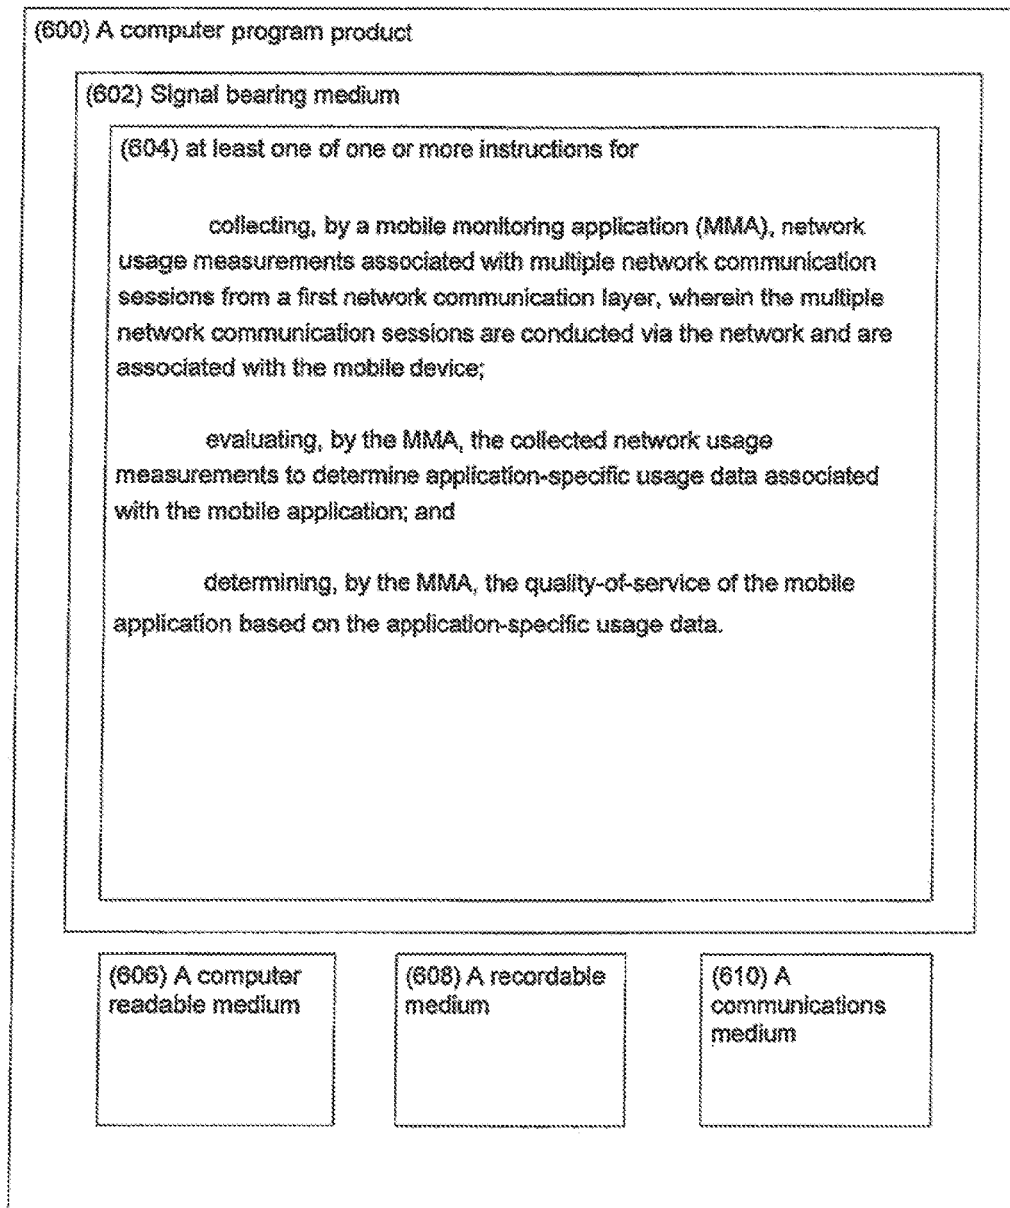 (600) A computer program product
(602) Signal bearing medium
(604) at least one of one or more instructions for
collecting, by a mobile monitoring application (MMA), network
usage measurements associated with multiple network communication
sessions from a first network communication layer, wherein the multiple
network communication sessions are conducted via the network and are
associated with the mobile device;
evaluating, by the MMA, the collected network usage
measurements to determine application-specific usage data associated
with the mobile application; and
determining, by the MMA, the quality-of-service of the mobile
application based on the application-specific usage data.
(606) A computer
readable medium
(608) A recordable
medium
(610) A
communications
medium